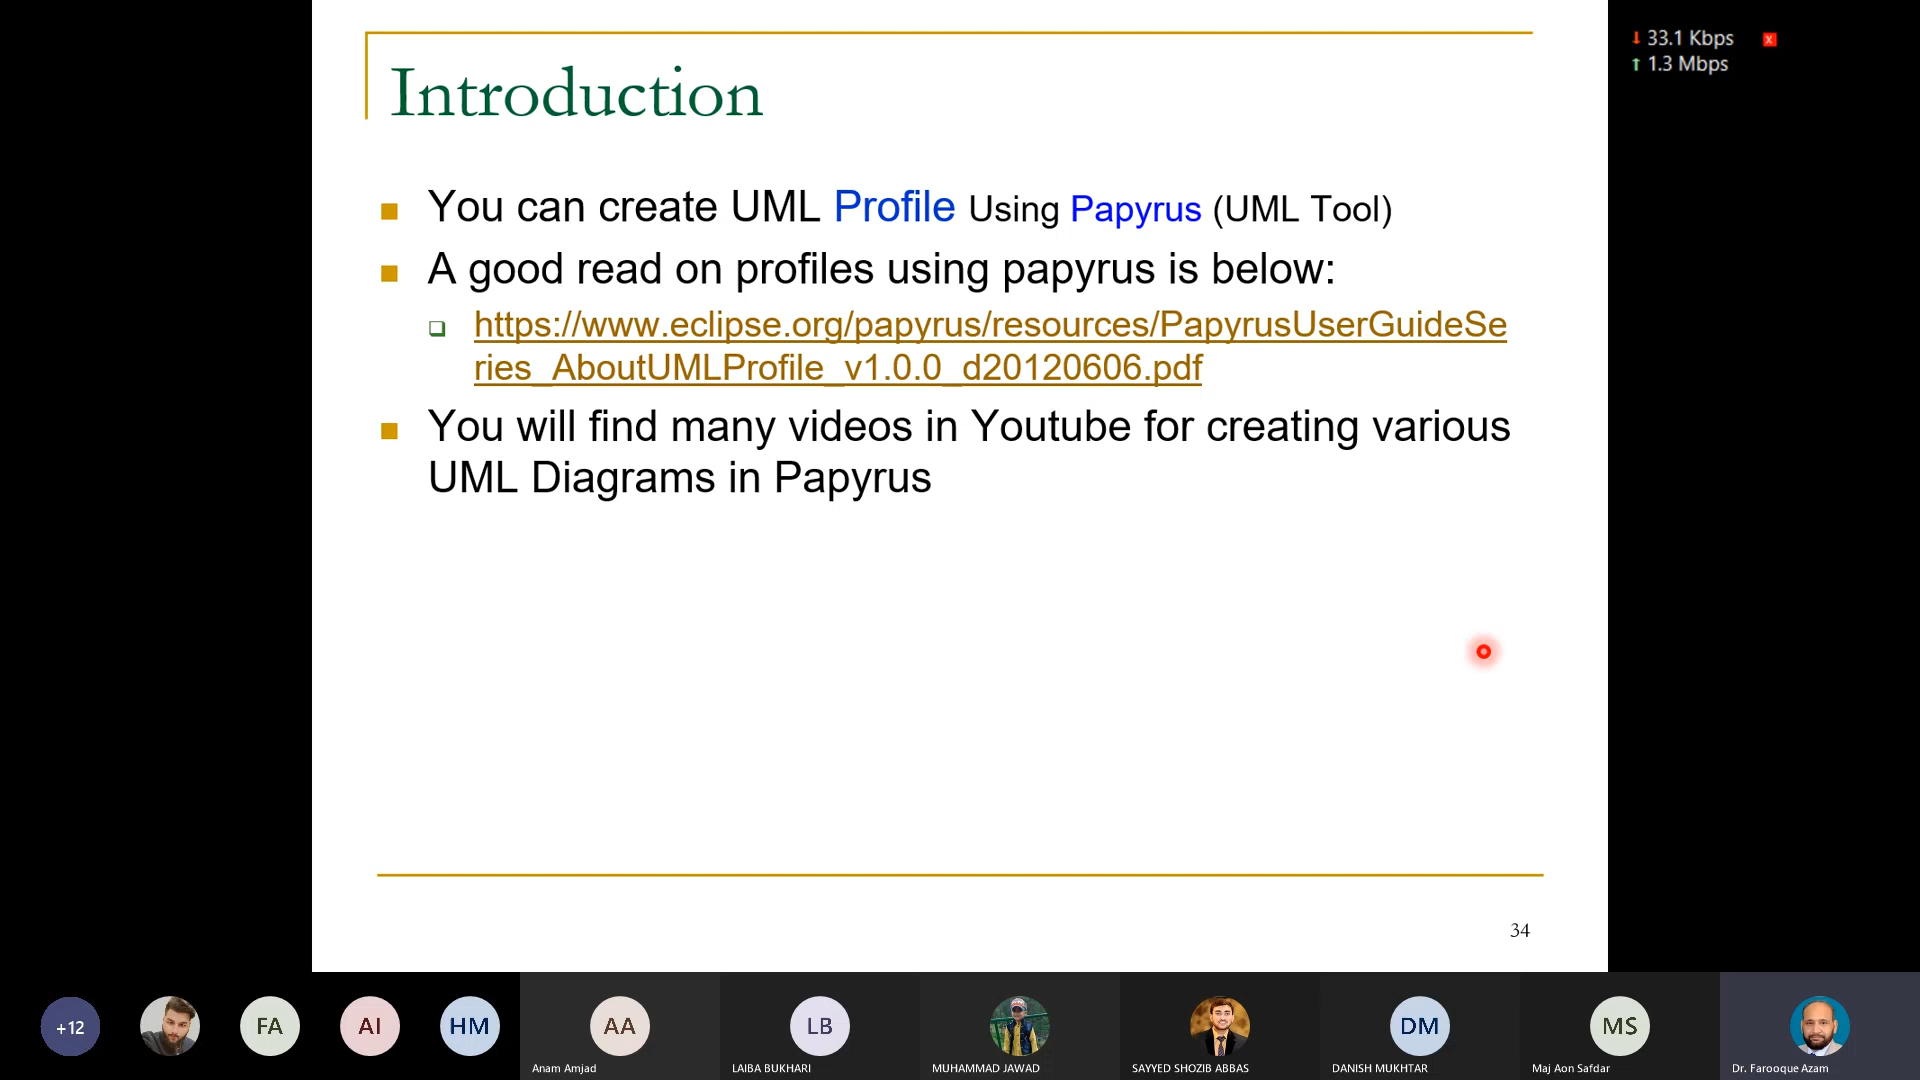 Introduction
You can create UML Profile Using Papyrus (UML Tool)
A good read on profiles using papyrus is below:
https://www.eclipse.org/papyrus/resources/PapyrusUserGuideSe
ries_AboutUMLProfile_v1.0.0_d20120606.pdf
You will find many videos in Youtube for creating various
UML Diagrams in Papyrus
34
33.1 Kbps
x
1.3 Mbps
+12
FA
AI
HM
AA
LB
DM
MS
Anam Amjad
LAIBA BUKHARI
MUHAMMAD JAWAD
SAYYED SHOZIB ABBAS
DANISH MUKHTAR
Maj Aon Safdar
Dr. Farooque Azam